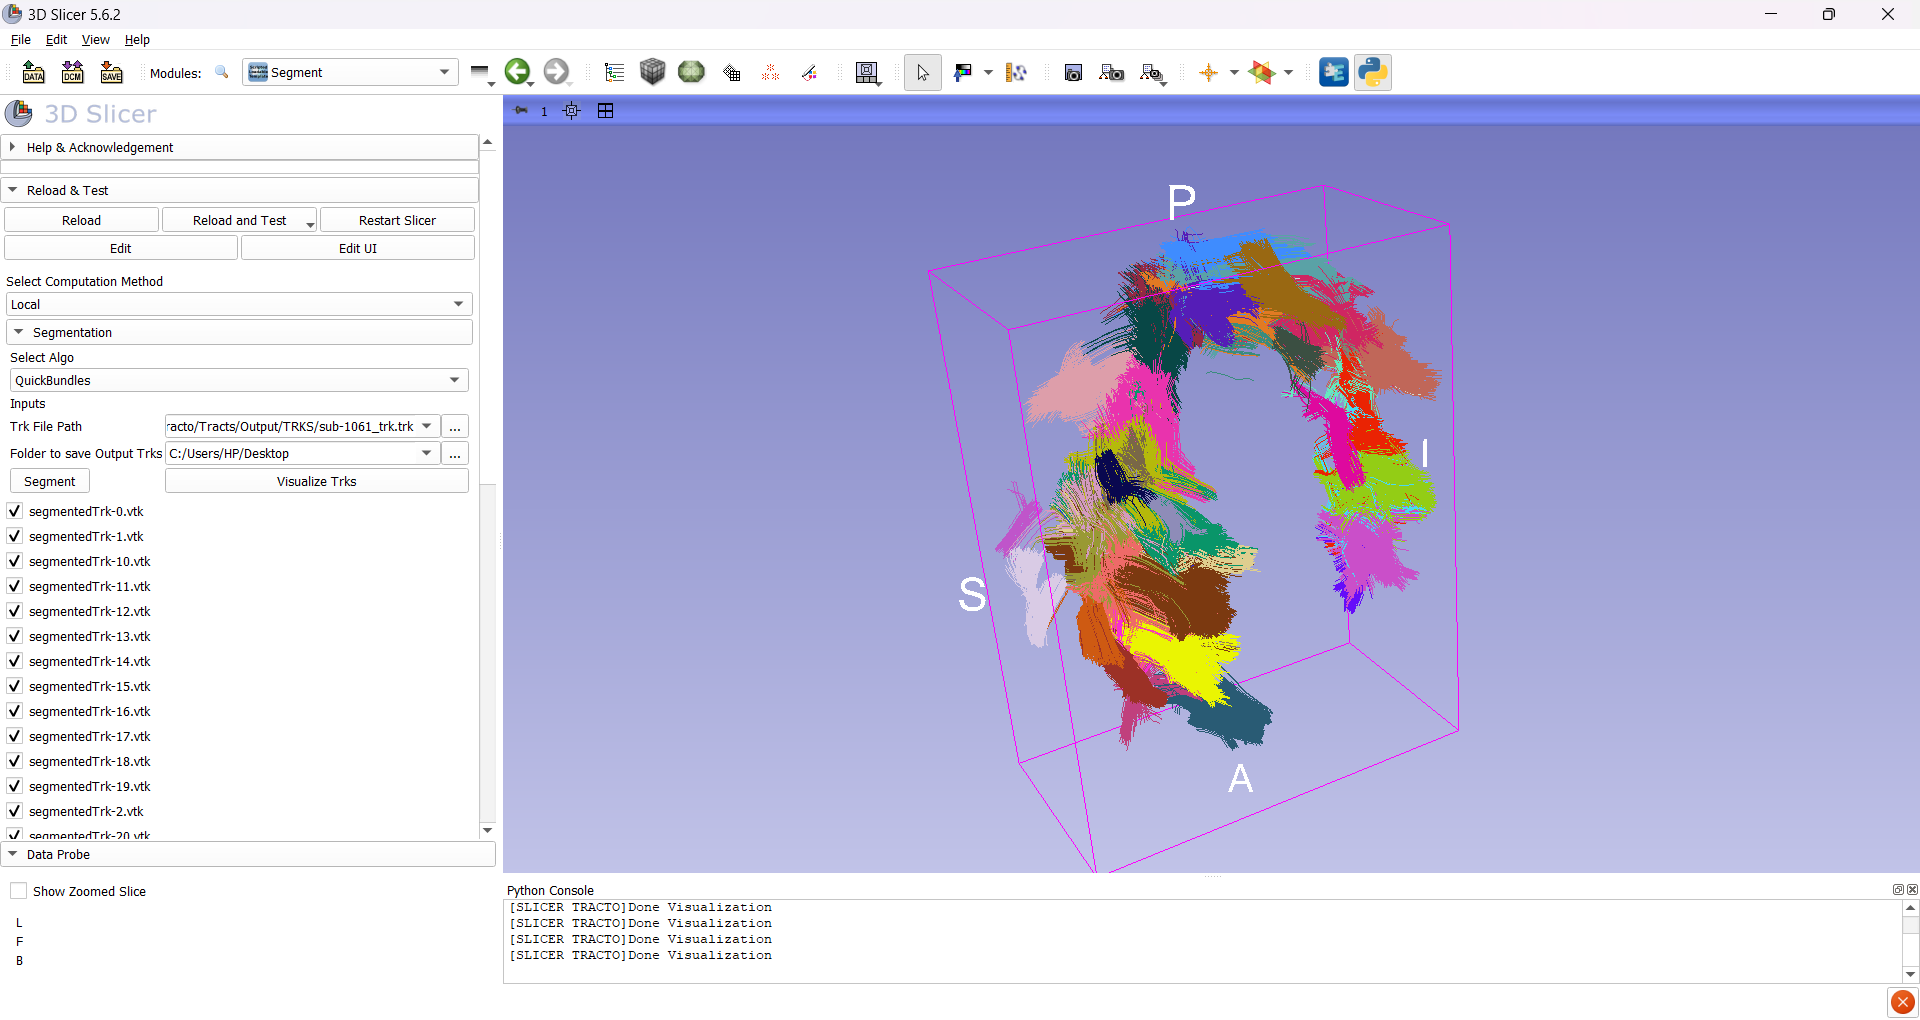 3D Slicer 5.6.2
File Edit View Help
DATA DCM SAVE Modules: Segment
3D Slicer
Help & Acknowledgement
Reload & Test
Reload Reload and Test Restart Slicer
Edit Edit UI
Select Computation Method
Local
Segmentation
Select Algo
QuickBundles
Inputs
Trk File Path racto/Tracts/Output/TRKS/sub-1061_trk.trk ...
Folder to save Output Trks C:/Users/HP/Desktop ...
Segment Visualize Trks
segmentedTrk-0.vtk
segmentedTrk-1.vtk
segmentedTrk-10.vtk
segmentedTrk-11.vtk
segmentedTrk-12.vtk
segmentedTrk-13.vtk
segmentedTrk-14.vtk
segmentedTrk-15.vtk
segmentedTrk-16.vtk
segmentedTrk-17.vtk
segmentedTrk-18.vtk
segmentedTrk-19.vtk
segmentedTrk-2.vtk
segmentedTrk-20.vtk
Data Probe
Show Zoomed Slice
L
F
B
1
P
I
S
A
Python Console
[SLICER TRACTO]Done Visualization
[SLICER TRACTO]Done Visualization
[SLICER TRACTO]Done Visualization
[SLICER TRACTO]Done Visualization